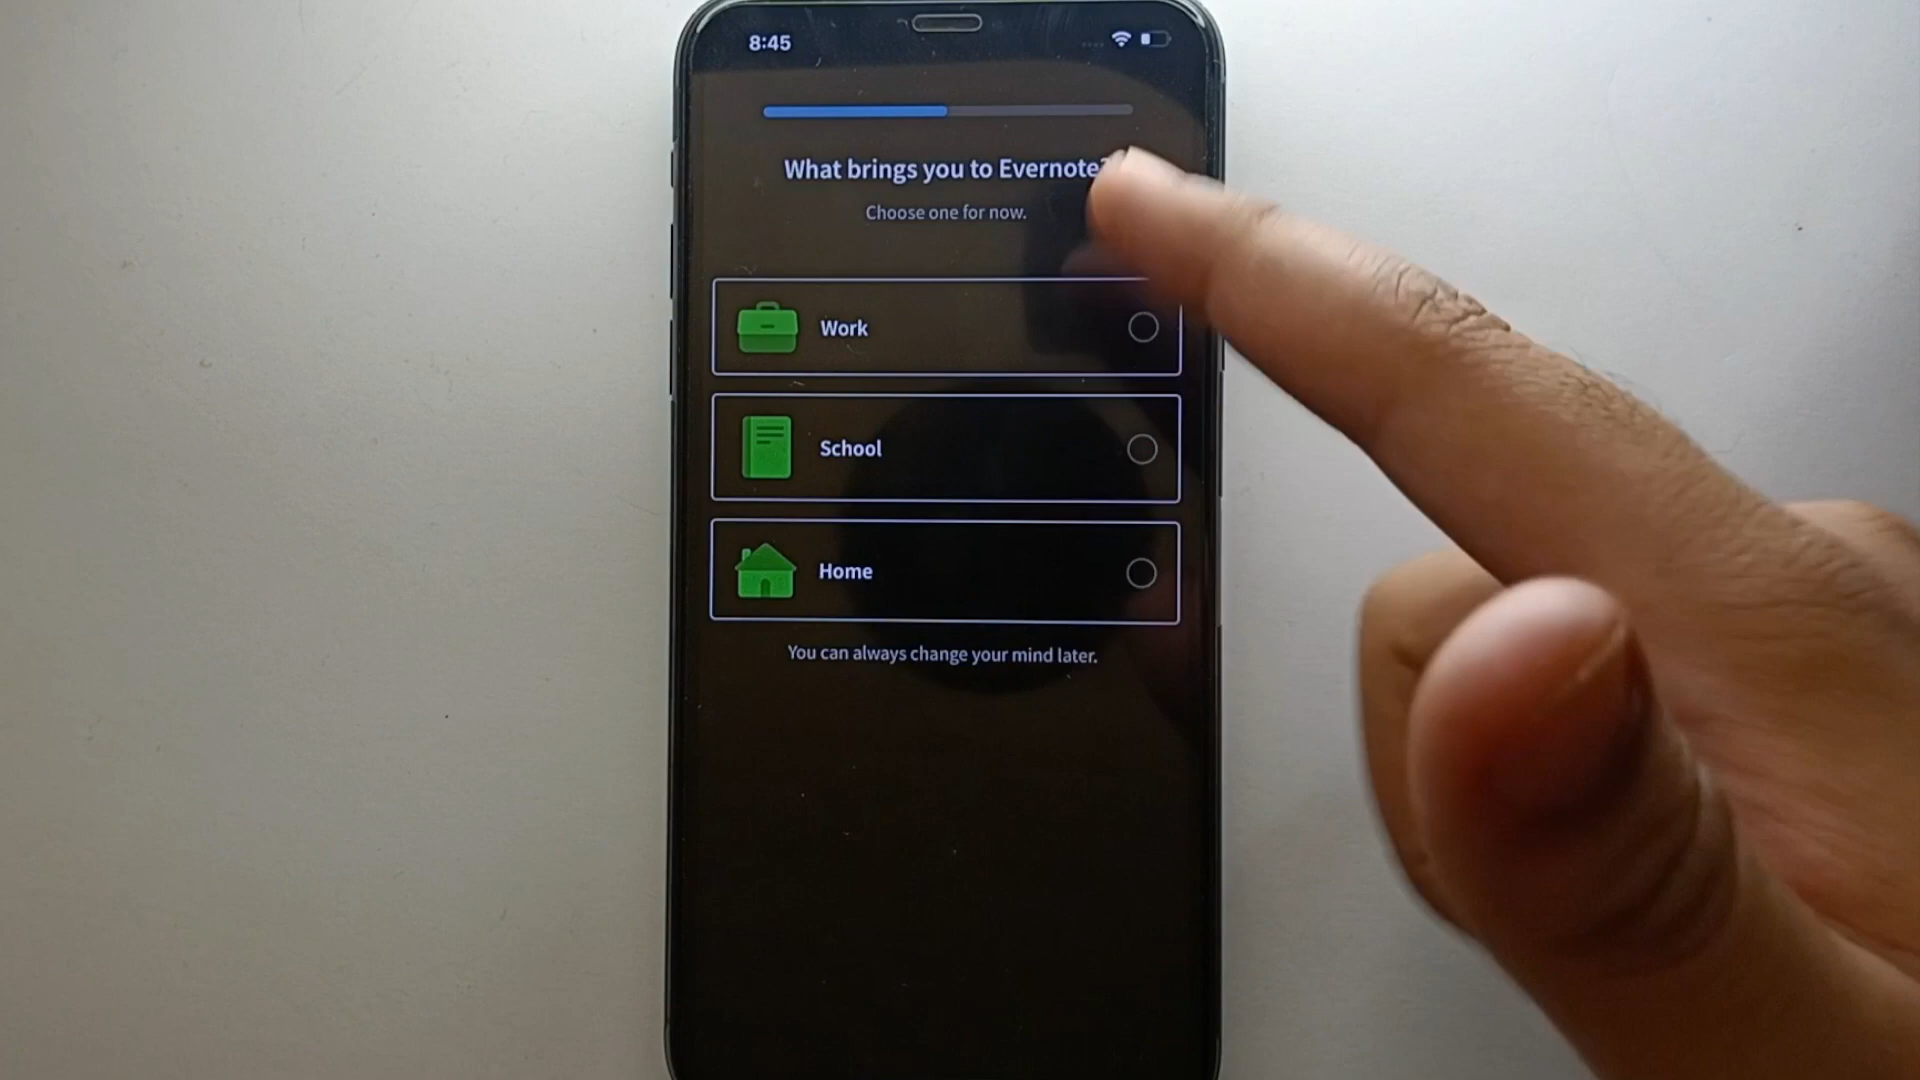 8:45
What brings you to Evernote?
Choose one for now.
Work
School
Home
You can always change your mind later.